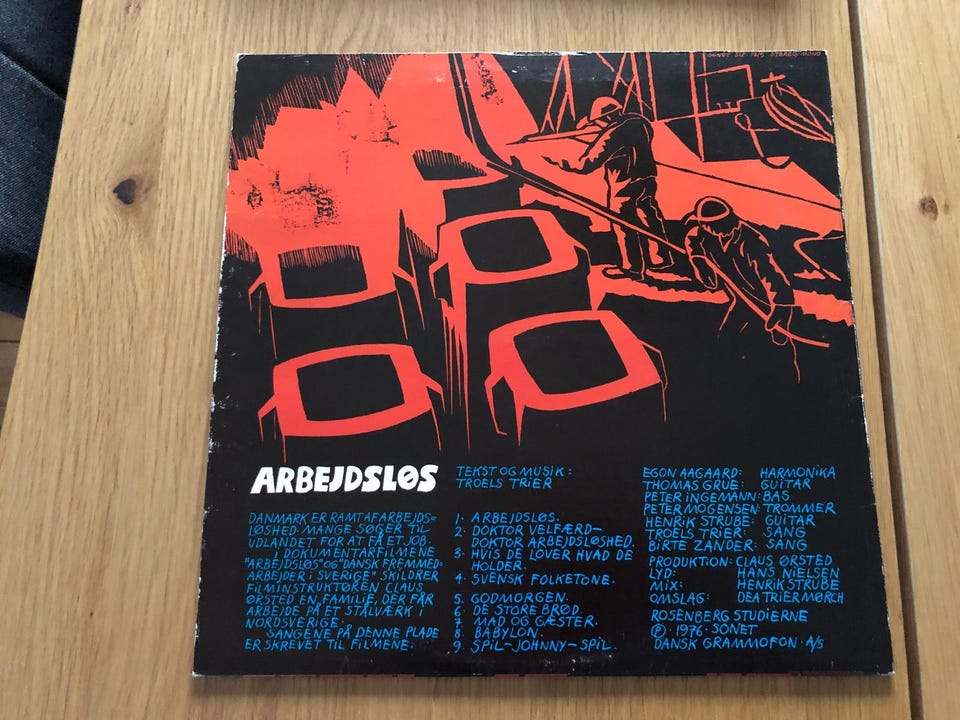 ARBEJDSLØS
DANMARK ER RAMT AF ARBEJDS=
LØSHED. MANGE SØGER TIL
UDLANDET FOR AT FÅ ET JOB.
I DOKUMENTARFILMENE
"ARBEJDSLØS" OG "DANSK FREMMED-
ARBEJDER I SVERIGE" SKILDRER
FILMINSTRUKTØREN CLAUS
ØRSTED EN FAMILIE, DER FÅR
ARBEJDE PÅ ET STÅLVÆRK I
NORDSVERIGE.
SANGENE PÅ DENNE PLADE
ER SKREVET TIL FILMENE.
TEKST OG MUSIK:
TROELS TRIER
1. ARBEJDSLØS.
2. DOKTOR VELFÆRD-
DOKTOR ARBEJDSLØSHED.
3. HVIS DE LOVER HVAD DE
HOLDER.
4. SVENSK FOLKETONE.
5. GODMORGEN.
6. DE STORE BRØD.
7. MAD OG GÆSTER.
8. BABYLON.
9. SPIL-JOHNNY-SPIL.
EGON AAGAARD: HARMONIKA
THOMAS GRUE: GUITAR
PETER INGEMANN: BAS
PETER MOGENSEN: TROMMER
HENRIK STRUBE: GUITAR
TROELS TRIER: SANG
BIRTE ZANDER: SANG
PRODUKTION: CLAUS ØRSTED
LYD: HANS NIELSEN
MIX: HENRIK STRUBE
OMSLAG: DEA TRIER MØRCH
ROSENBERG STUDIERNE
Ⓟ 1976 · SONET
DANSK GRAMMOFON · A/S